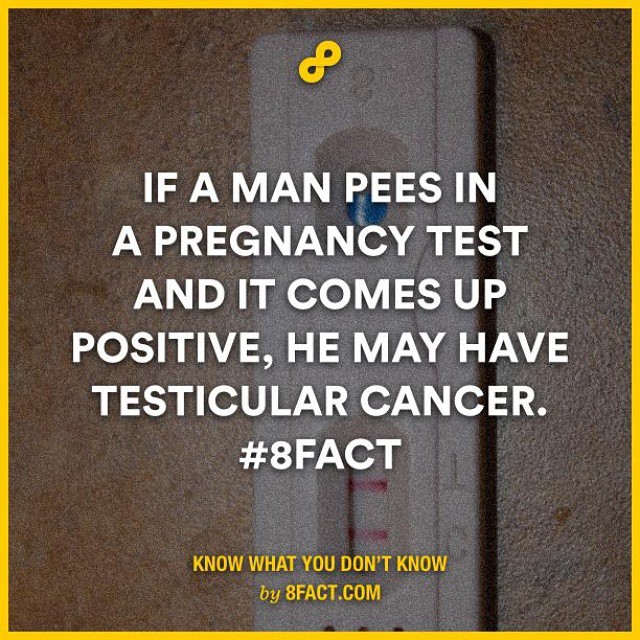 IF A MAN PEES IN
A PREGNANCY TEST
AND IT COMES UP
POSITIVE, HE MAY HAVE
TESTICULAR CANCER.
#8FACT
KNOW WHAT YOU DON'T KNOW
by 8FACT.COM